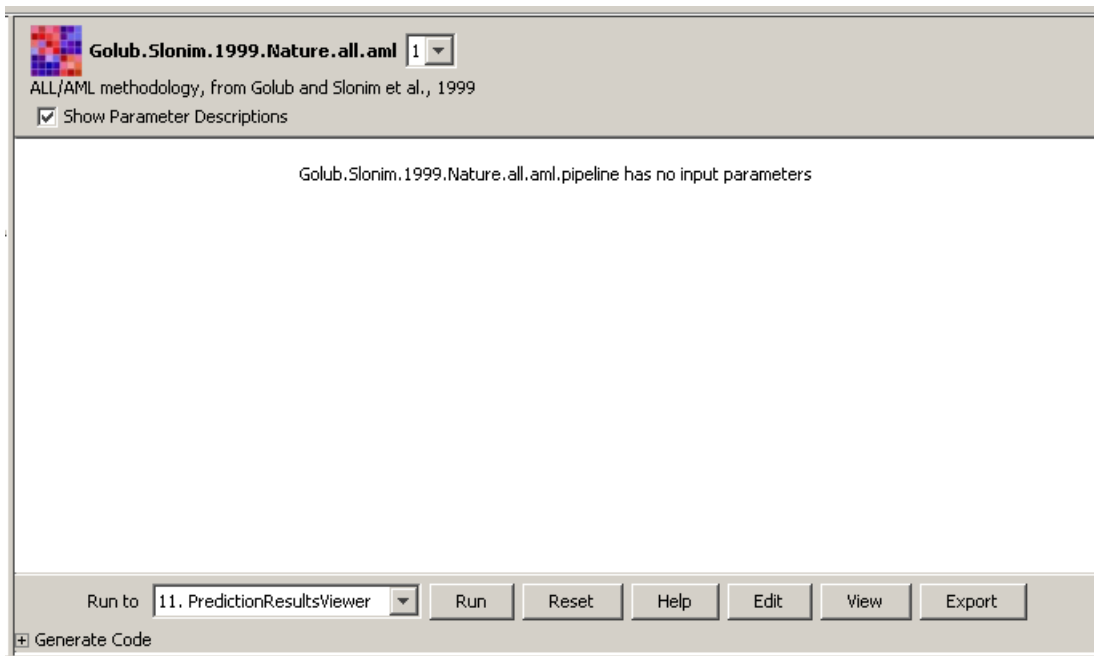 Golub.Slonim.1999.Nature.all.aml 1
ALL/AML methodology, from Golub and Slonim et al., 1999
Show Parameter Descriptions
Golub.Slonim.1999.Nature.all.aml.pipeline has no input parameters
Run to 11. PredictionResultsViewer Run Reset Help Edit View Export
Generate Code